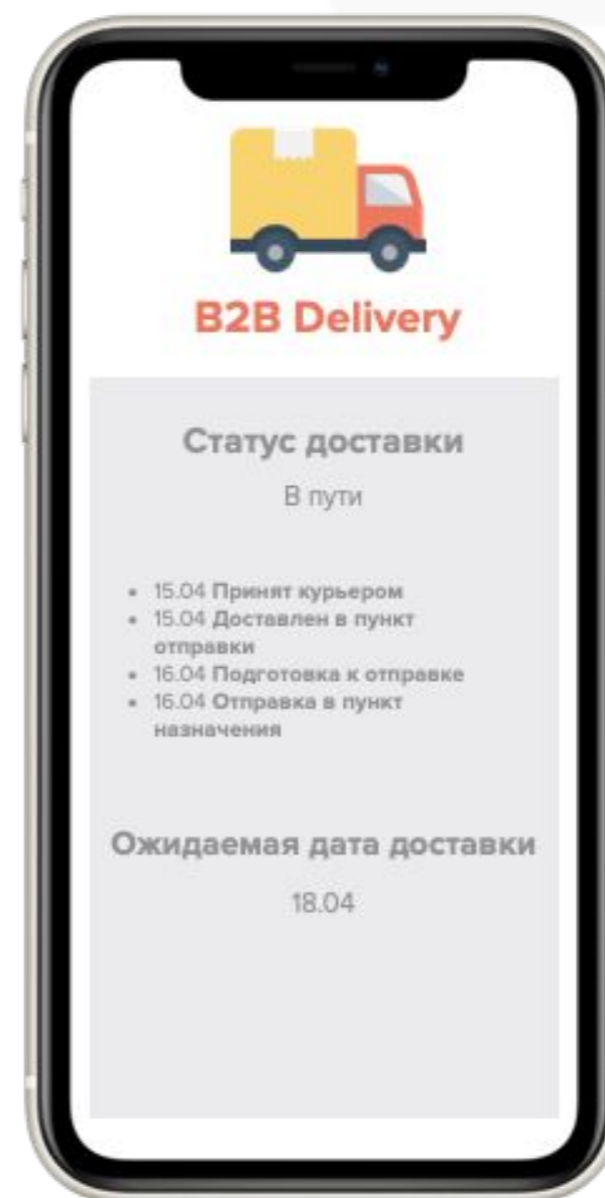 B2B Delivery
Статус доставки
В пути
• 15.04 Принят курьером
• 15.04 Доставлен в пункт
отправки
• 16.04 Подготовка к отправке
• 16.04 Отправка в пункт
назначения
Ожидаемая дата доставки
18.04